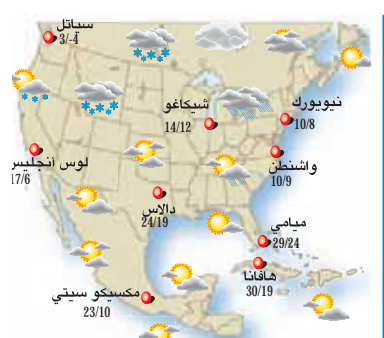 سياتل
3/-4
شيكاغو
14/12
نيويورك
10/8
لوس أنجليس
17/6
واشنطن
10/9
دالاس
24/19
ميامي
29/24
هافانا
30/19
مكسيكو سيتي
23/10